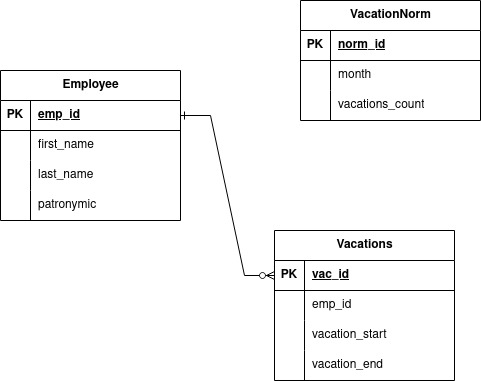 VacationNorm
PK norm_id
month
vacations_count
Employee
PK emp_id
first_name
last_name
patronymic
Vacations
PK vac_id
emp_id
vacation_start
vacation_end